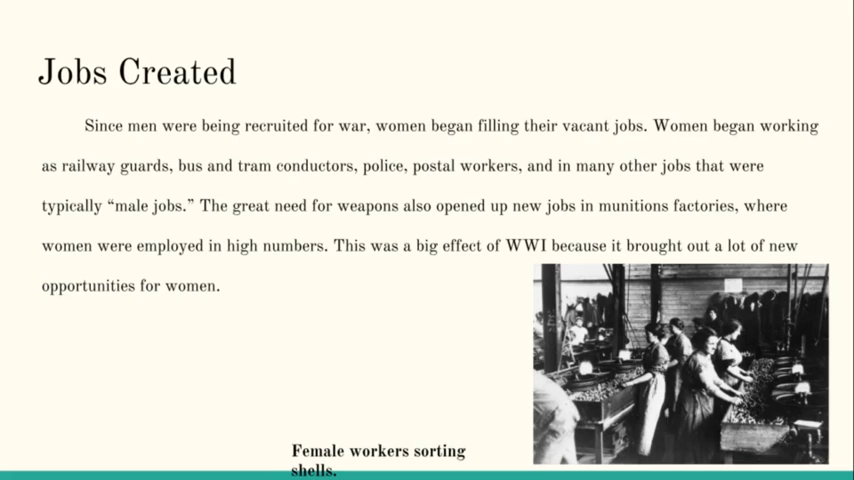 Jobs Created
Since men were being recruited for war, women began filling their vacant jobs. Women began working
as railway guards, bus and tram conductors, police, postal workers, and in many other jobs that were
typically “male jobs.” The great need for weapons also opened up new jobs in munitions factories, where
women were employed in high numbers. This was a big effect of WWI because it brought out a lot of new
opportunities for women.
Female workers sorting
shells.